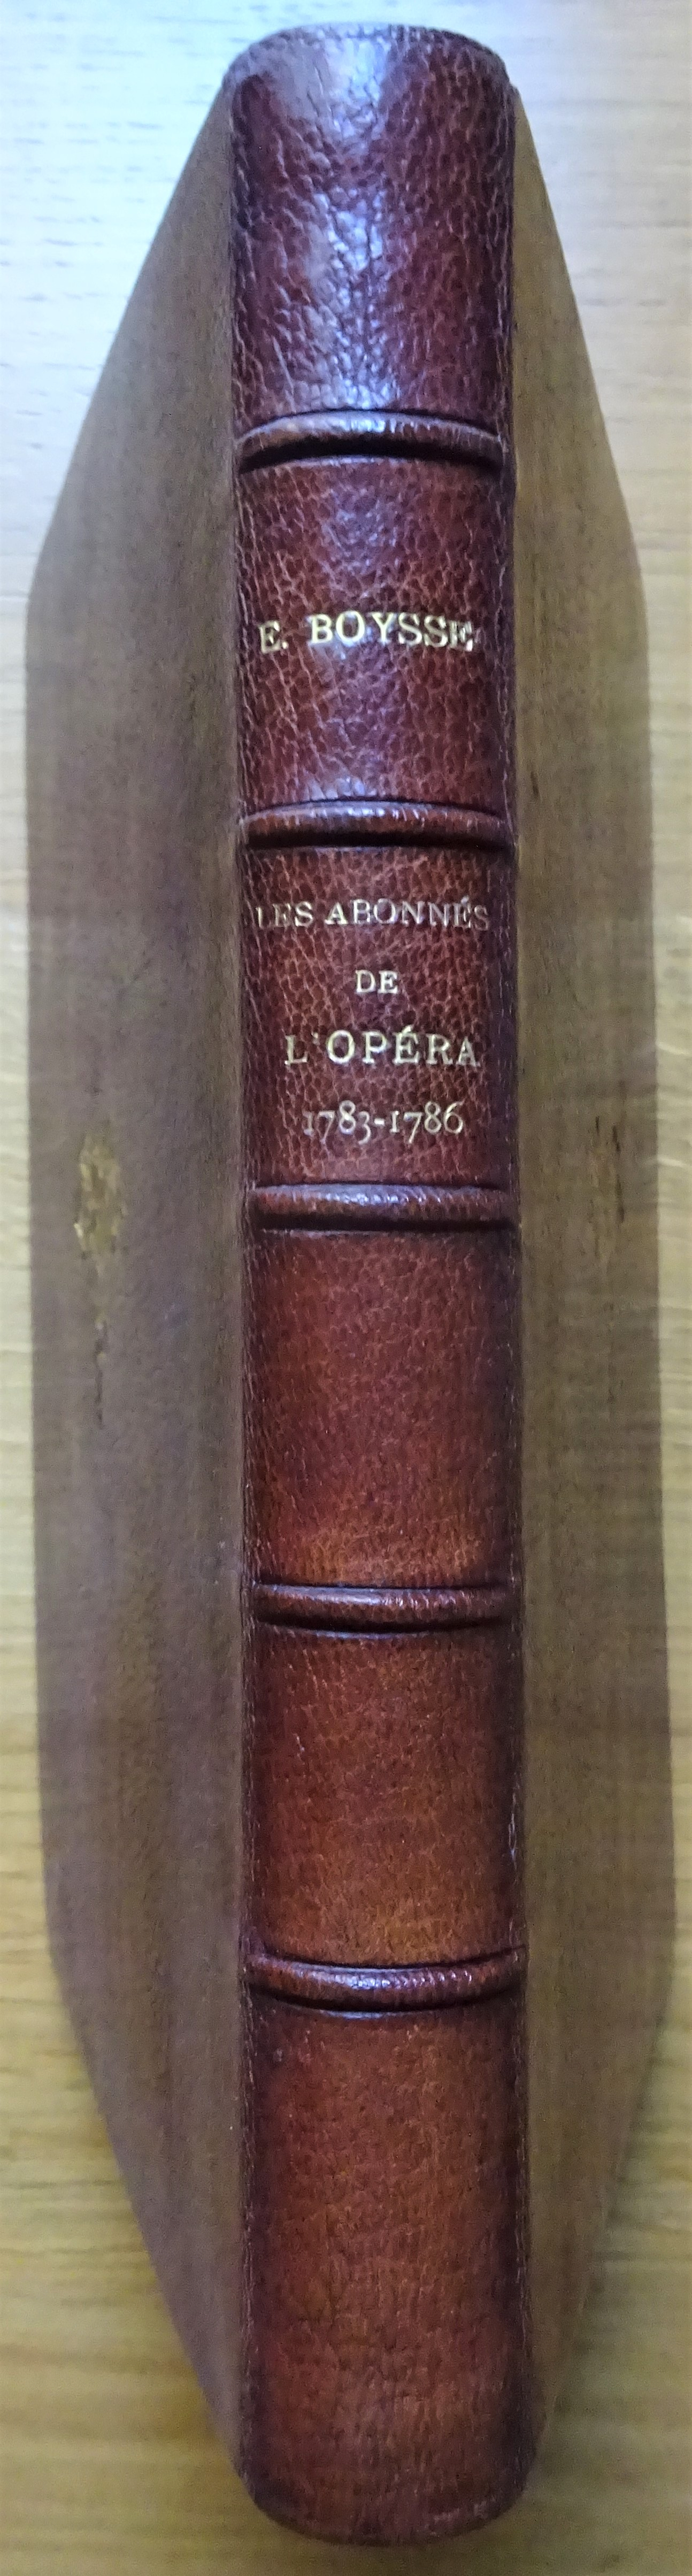 E. BOYSSE
LES ABONNÉS
DE
L'OPÉRA
1783-1786